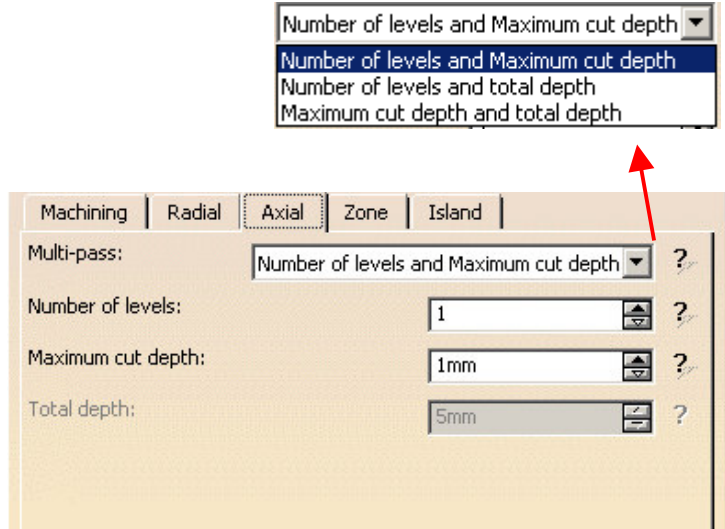 Number of levels and Maximum cut depth
Number of levels and Maximum cut depth
Number of levels and total depth
Maximum cut depth and total depth
Machining Radial Axial Zone Island
Multi-pass: Number of levels and Maximum cut depth ?
Number of levels: 1 ?
Maximum cut depth: 1mm ?
Total depth: 5mm ?